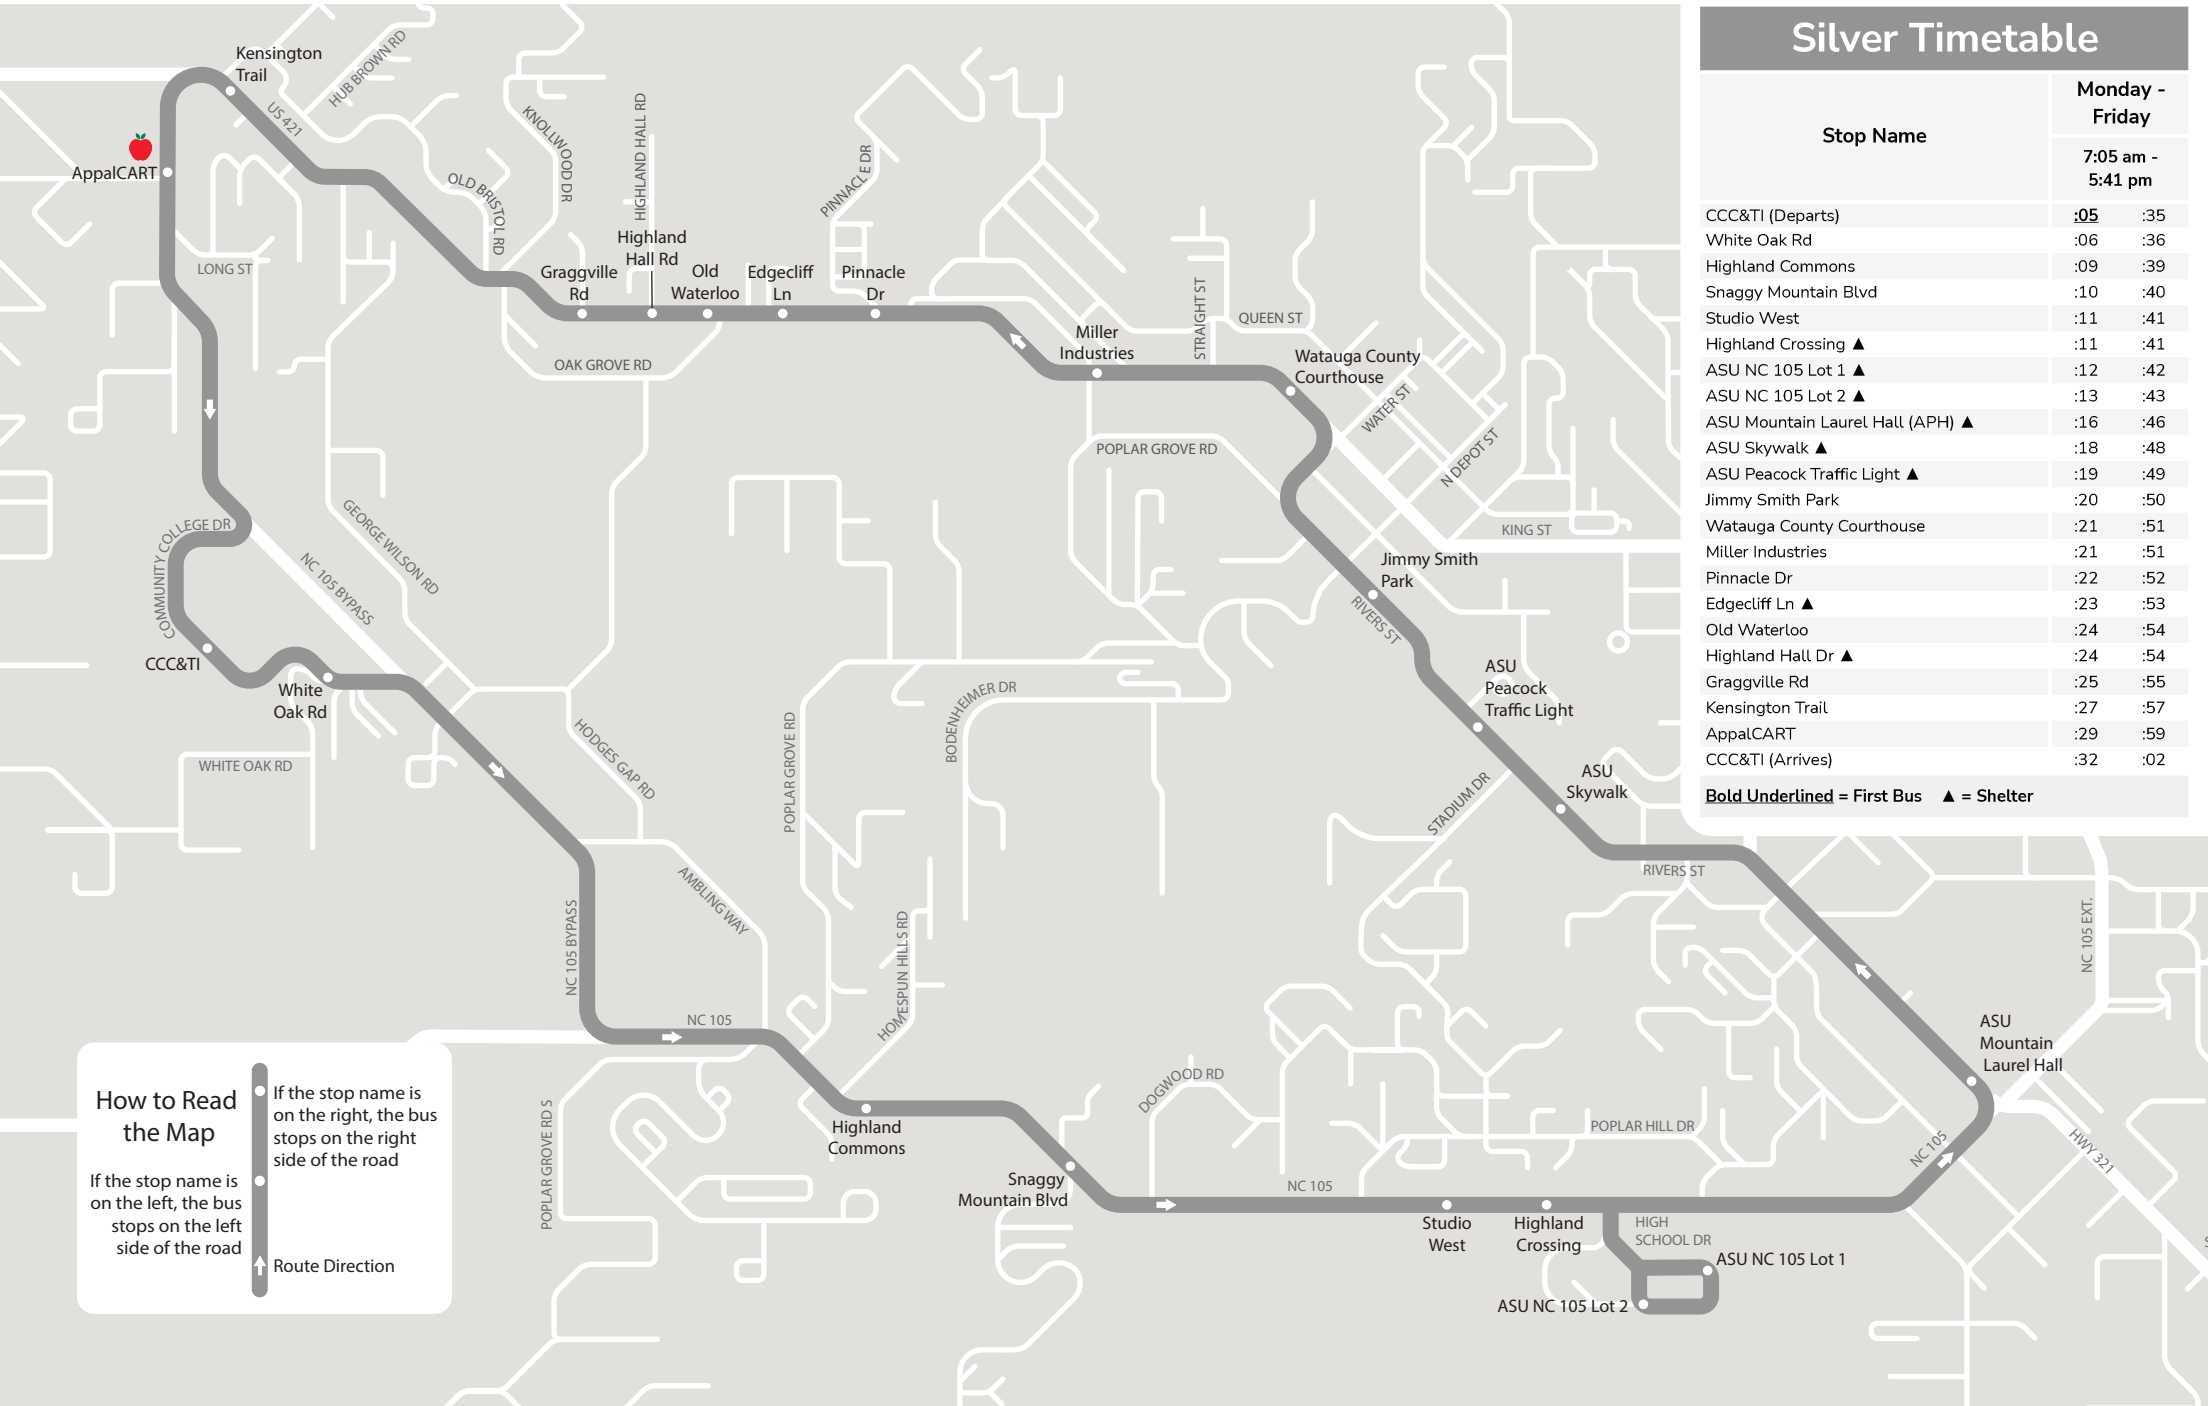 Silver Timetable
Stop Name
Monday -
Friday
7:05 am -
5:41 pm
CCC&TI (Departs) :05 :35
White Oak Rd :06 :36
Highland Commons :09 :39
Snaggy Mountain Blvd :10 :40
Studio West :11 :41
Highland Crossing ▲ :11 :41
ASU NC 105 Lot 1 ▲ :12 :42
ASU NC 105 Lot 2 ▲ :13 :43
ASU Mountain Laurel Hall (APH) ▲ :16 :46
ASU Skywalk ▲ :18 :48
ASU Peacock Traffic Light ▲ :19 :49
Jimmy Smith Park :20 :50
Watauga County Courthouse :21 :51
Miller Industries :21 :51
Pinnacle Dr :22 :52
Edgecliff Ln ▲ :23 :53
Old Waterloo :24 :54
Highland Hall Dr ▲ :24 :54
Graggville Rd :25 :55
Kensington Trail :27 :57
AppalCART :29 :59
CCC&TI (Arrives) :32 :02
Bold Underlined = First Bus ▲ = Shelter
Kensington
Trail
HUB BROWN RD
US 421
AppalCART
KNOLLWOOD DR
HIGHLAND HALL RD
OLD BRISTOL RD
PINNACLE DR
LONG ST
Graggville
Rd
Highland
Hall Rd
Old
Waterloo
Edgecliff
Ln
Pinnacle
Dr
OAK GROVE RD
Miller
Industries
STRAIGHT ST
QUEEN ST
Watauga County
Courthouse
WATER ST
N DEPOT ST
POPLAR GROVE RD
KING ST
COMMUNITY COLLEGE DR
GEORGE WILSON RD
NC 105 BYPASS
Jimmy Smith
Park
RIVERS ST
CCC&TI
White
Oak Rd
WHITE OAK RD
HODGES GAP RD
POPLAR GROVE RD
BODENHEIMER DR
ASU
Peacock
Traffic Light
ASU
Skywalk
STADIUM DR
RIVERS ST
AMBLING WAY
NC 105 BYPASS
HOMESPUN HILLS RD
NC 105 EXT.
NC 105
ASU
Mountain
Laurel Hall
Highland
Commons
DOGWOOD RD
POPLAR HILL DR
NC 105
HWY 321
POPLAR GROVE RD S
Snaggy
Mountain Blvd
NC 105
Studio
West
Highland
Crossing
HIGH
SCHOOL DR
ASU NC 105 Lot 1
ASU NC 105 Lot 2
S
How to Read
the Map
If the stop name is
on the right, the bus
stops on the right
side of the road
If the stop name is
on the left, the bus
stops on the left
side of the road
Route Direction